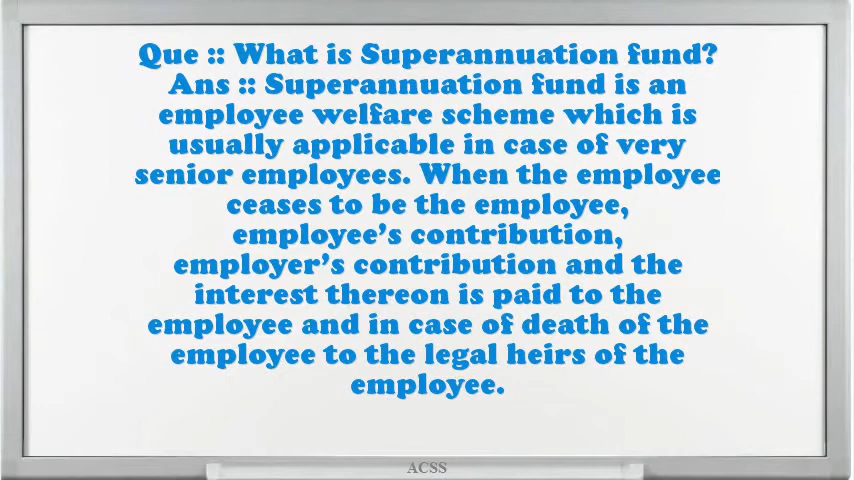 Que :: What is Superannuation fund?
Ans :: Superannuation fund is an
employee welfare scheme which is
usually applicable in case of very
senior employees. When the employee
ceases to be the employee,
employee’s contribution,
employer’s contribution and the
interest thereon is paid to the
employee and in case of death of the
employee to the legal heirs of the
employee.
ACSS